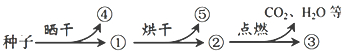 ④ ⑤ CO₂、H₂O 等
种子 晒干 ① 烘干 ② 点燃 ③